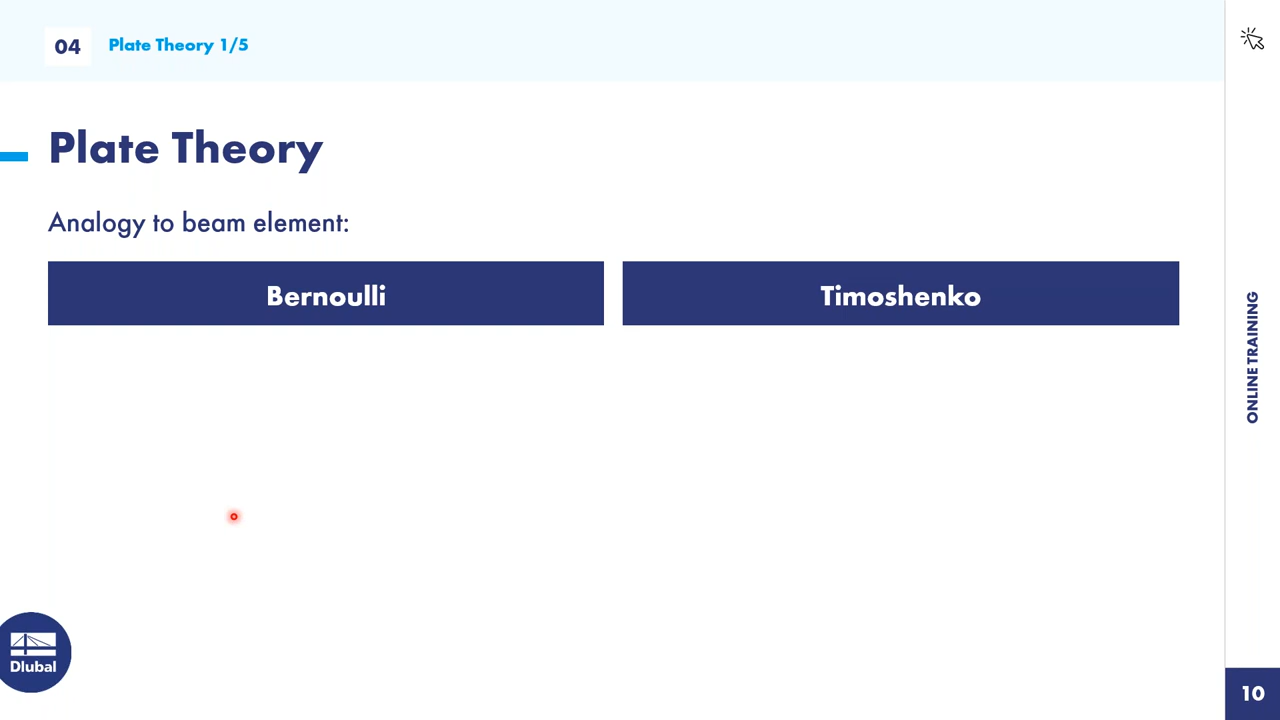 04
Plate Theory 1/5
Plate Theory
Analogy to beam element:
Bernoulli
Timoshenko
ONLINE TRAINING
Dlubal
10